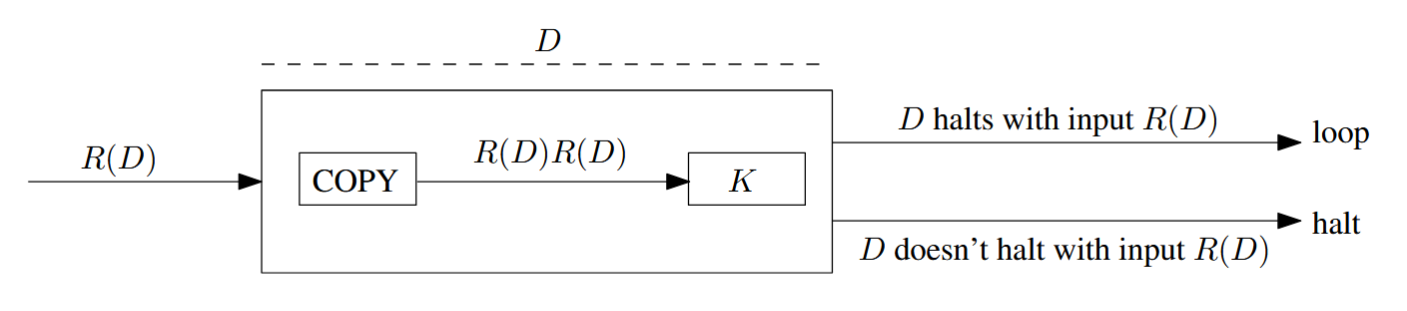 D
R(D)
COPY
R(D)R(D)
K
D halts with input R(D)
loop
halt
D doesn't halt with input R(D)